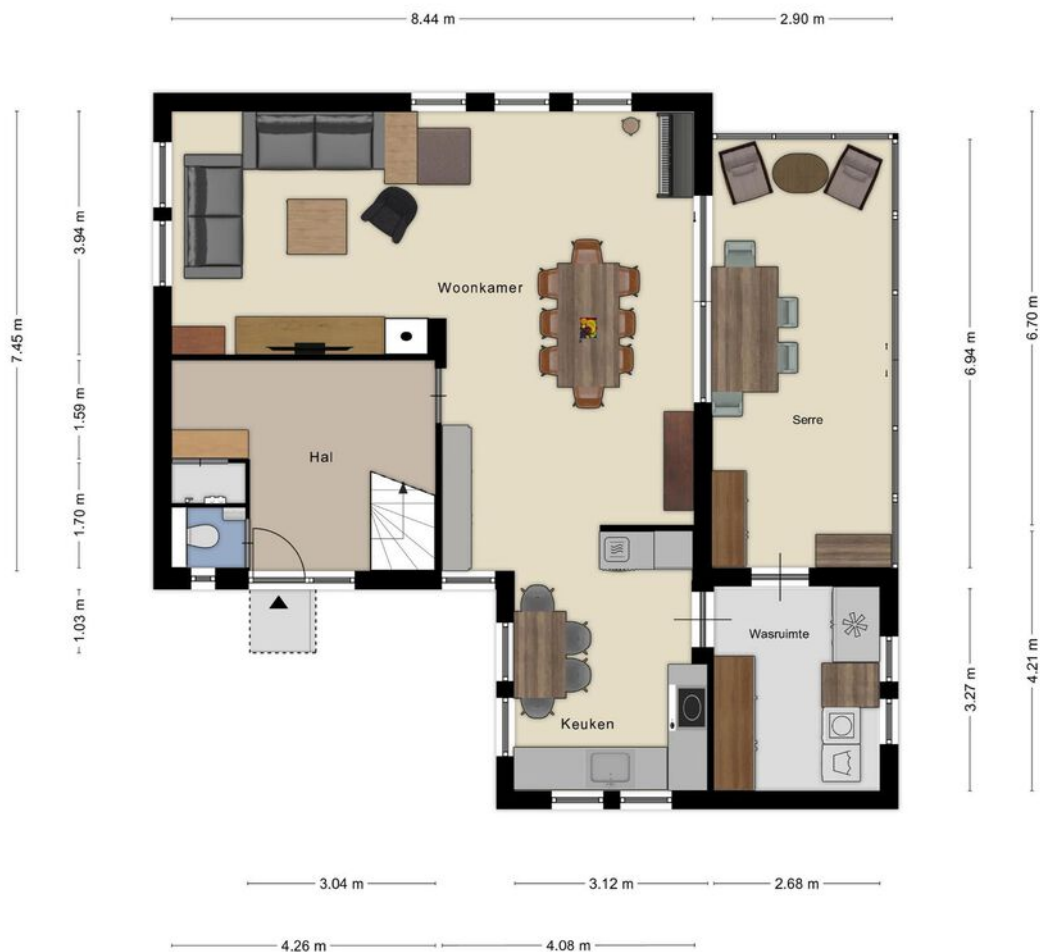 8.44 m
2.90 m
7.45 m
3.94 m
1.59 m
1.70 m
1.03 m
Woonkamer
Hal
Serre
Wasruimte
Keuken
6.94 m
3.27 m
6.70 m
4.21 m
3.04 m
3.12 m
2.68 m
4.26 m
4.08 m